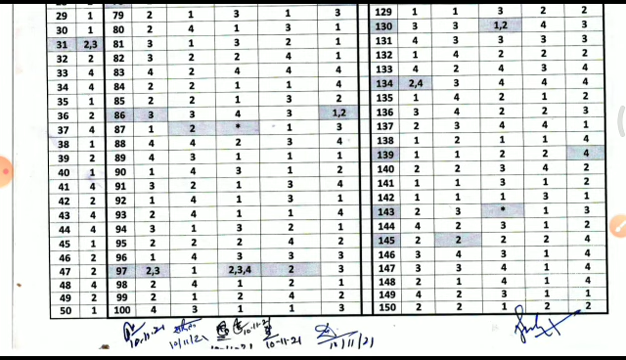 29 1 79 2 1 3 1 3 129 1 1 3 2 2
30 1 80 2 4 1 3 1 130 3 3 1,2 4 3
31 2,3 81 3 1 3 2 1 131 4 3 3 3 3
32 2 82 3 2 2 4 1 132 1 4 2 2 2
33 4 83 4 2 4 4 4 133 4 2 4 3 4
34 4 84 2 2 1 1 4 134 2,4 3 4 4 4
35 1 85 2 2 1 3 2 135 1 4 2 1 2
36 2 86 3 3 4 3 1,2 136 3 4 2 2 3
37 4 87 1 2 * 1 3 137 2 3 4 4 1
38 1 88 4 4 2 3 4 138 1 2 1 1 4
39 2 89 4 3 1 1 1 139 1 1 2 2 4
40 1 90 1 4 3 1 2 140 2 2 3 4 2
41 4 91 3 2 1 3 4 141 1 1 3 1 2
42 2 92 1 4 1 3 1 142 1 1 1 3 1
43 4 93 2 4 1 1 4 143 2 3 * 1 3
44 4 94 3 1 3 2 1 144 4 2 3 1 2
45 1 95 2 2 2 4 2 145 2 2 2 2 4
46 2 96 1 4 3 3 3 146 3 4 3 1 4
47 2 97 2,3 1 2,3,4 2 3 147 3 3 4 1 4
48 4 98 2 4 1 2 1 148 2 1 4 1 4
49 2 99 2 1 2 4 2 149 4 2 3 1 1
50 1 100 4 3 1 1 3 150 2 2 1 2 2
10-11-21 10/11/21 10-11-21 10-11-21 10/11/21